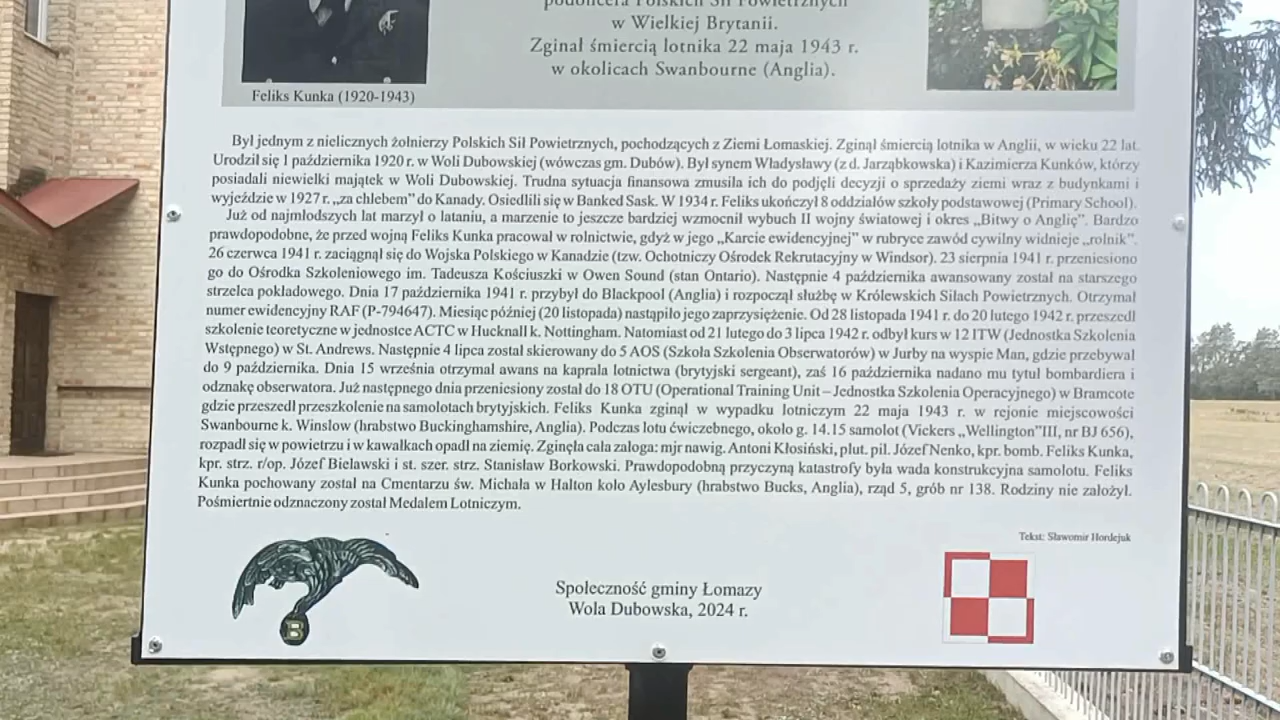 podoficera Polskich Sił Powietrznych
w Wielkiej Brytanii.
Zginął śmiercią lotnika 22 maja 1943 r.
w okolicach Swanbourne (Anglia).
Feliks Kunka (1920-1943)
Był jednym z nielicznych żołnierzy Polskich Sił Powietrznych, pochodzących z Ziemi Łomaskiej. Zginął śmiercią lotnika w Anglii, w wieku 22 lat.
Urodził się 1 października 1920 r. w Woli Dubowskiej (wówczas gm. Dubów). Był synem Władysławy (z d. Jarząbkowska) i Kazimierza Kunków, którzy
posiadali niewielki majątek w Woli Dubowskiej. Trudna sytuacja finansowa zmusiła ich do podjęli decyzji o sprzedaży ziemi wraz z budynkami i
wyjeździe w 1927 r. „za chlebem” do Kanady. Osiedlili się w Banked Sask. W 1934 r. Feliks ukończył 8 oddziałów szkoły podstawowej (Primary School).
Już od najmłodszych lat marzył o lataniu, a marzenie to jeszcze bardziej wzmocnił wybuch II wojny światowej i okres „Bitwy o Anglię”. Bardzo
prawdopodobne, że przed wojną Feliks Kunka pracował w rolnictwie, gdyż w jego „Karcie ewidencyjnej” w rubryce zawód cywilny widnieje „rolnik”.
26 czerwca 1941 r. zaciągnął się do Wojska Polskiego w Kanadzie (tzw. Ochotniczy Ośrodek Rekrutacyjny w Windsor). 23 sierpnia 1941 r. przeniesiono
go do Ośrodka Szkoleniowego im. Tadeusza Kościuszki w Owen Sound (stan Ontario). Następnie 4 października awansowany został na starszego
strzelca pokładowego. Dnia 17 października 1941 r. przybył do Blackpool (Anglia) i rozpoczął służbę w Królewskich Siłach Powietrznych. Otrzymał
numer ewidencyjny RAF (P-794647). Miesiąc później (20 listopada) nastąpiło jego zaprzysiężenie. Od 28 listopada 1941 r. do 20 lutego 1942 r. przeszedł
szkolenie teoretyczne w jednostce ACTC w Hucknall k. Nottingham. Natomiast od 21 lutego do 3 lipca 1942 r. odbył kurs w 12 ITW (Jednostka Szkolenia
Wstępnego) w St. Andrews. Następnie 4 lipca został skierowany do 5 AOS (Szkoła Szkolenia Obserwatorów) w Jurby na wyspie Man, gdzie przebywał
do 9 października. Dnia 15 września otrzymał awans na kaprala lotnictwa (brytyjski sergeant), zaś 16 października nadano mu tytuł bombardiera i
odznakę obserwatora. Już następnego dnia przeniesiony został do 18 OTU (Operational Training Unit – Jednostka Szkolenia Operacyjnego) w Bramcote
gdzie przeszedł przeszkolenie na samolotach brytyjskich. Feliks Kunka zginął w wypadku lotniczym 22 maja 1943 r. w rejonie miejscowości
Swanbourne k. Winslow (hrabstwo Buckinghamshire, Anglia). Podczas lotu ćwiczebnego, około g. 14.15 samolot (Vickers „Wellington” III, nr BJ 656),
rozpadł się w powietrzu i w kawałkach opadł na ziemię. Zginęła cała załoga: mjr nawig. Antoni Kłosiński, plut. pil. Józef Nenko, kpr. bomb. Feliks Kunka,
kpr. strz. r/op. Józef Bielawski i st. szer. strz. Stanisław Borkowski. Prawdopodobną przyczyną katastrofy była wada konstrukcyjna samolotu. Feliks
Kunka pochowany został na Cmentarzu św. Michała w Halton koło Aylesbury (hrabstwo Bucks, Anglia), rząd 5, grób nr 138. Rodziny nie założył.
Pośmiertnie odznaczony został Medalem Lotniczym.
Tekst: Sławomir Hordejuk
B
Społeczność gminy Łomazy
Wola Dubowska, 2024 r.